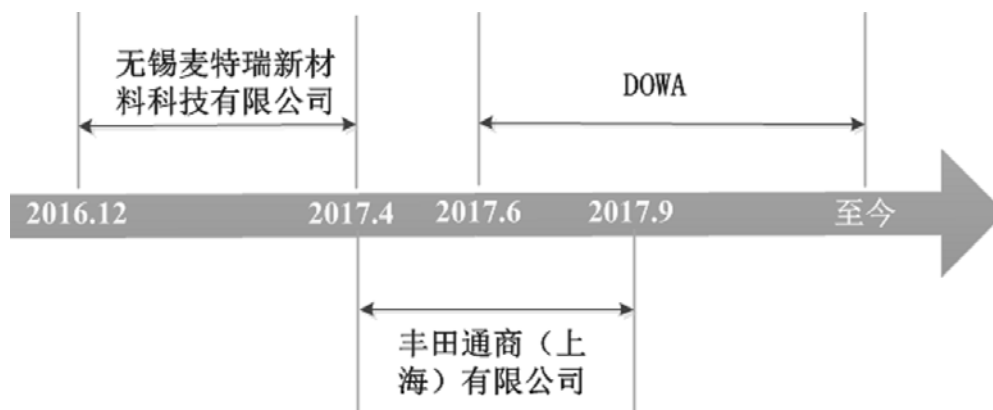 无锡麦特瑞新材
料科技有限公司
DOWA
2016.12
2017.4
2017.6
2017.9
至今
丰田通商（上
海）有限公司